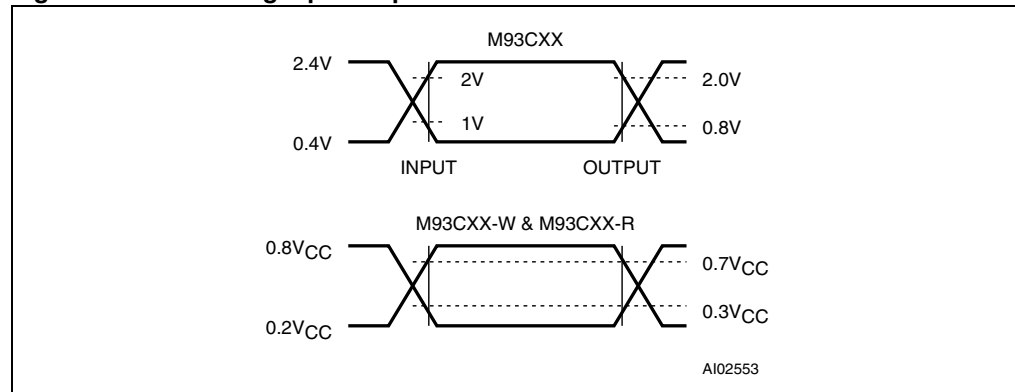 M93CXX
2.4V
2V
2.0V
1V
0.8V
0.4V
INPUT
OUTPUT
M93CXX-W & M93CXX-R
0.8VCC
0.7VCC
0.3VCC
0.2VCC
AI02553